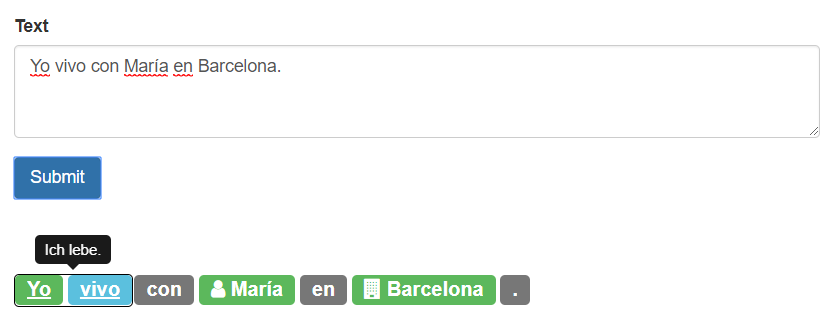 Text
Yo vivo con María en Barcelona.
Submit
Ich lebe.
Yo vivo con María en Barcelona .